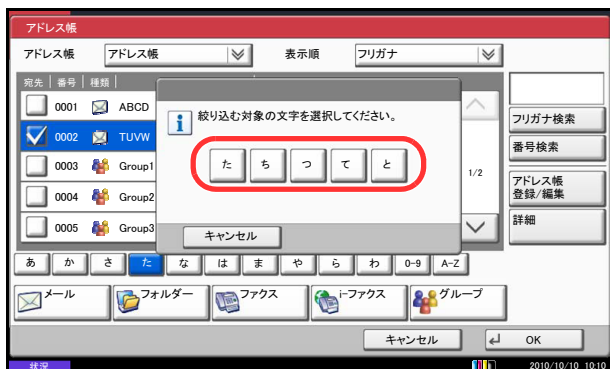 アドレス帳
アドレス帳 アドレス帳 表示順 フリガナ
宛先 番号 種類
0001 ABCD
0002 TUVW
0003 Group1
0004 Group2
0005 Group3
絞り込む対象の文字を選択してください。
た ち つ て と
キャンセル
1/2
フリガナ検索
番号検索
アドレス帳
登録/編集
詳細
あ か さ た な は ま や ら わ 0-9 A-Z
メール フォルダー ファクス i-ファクス グループ
キャンセル OK
状況 2010/10/10 10:10